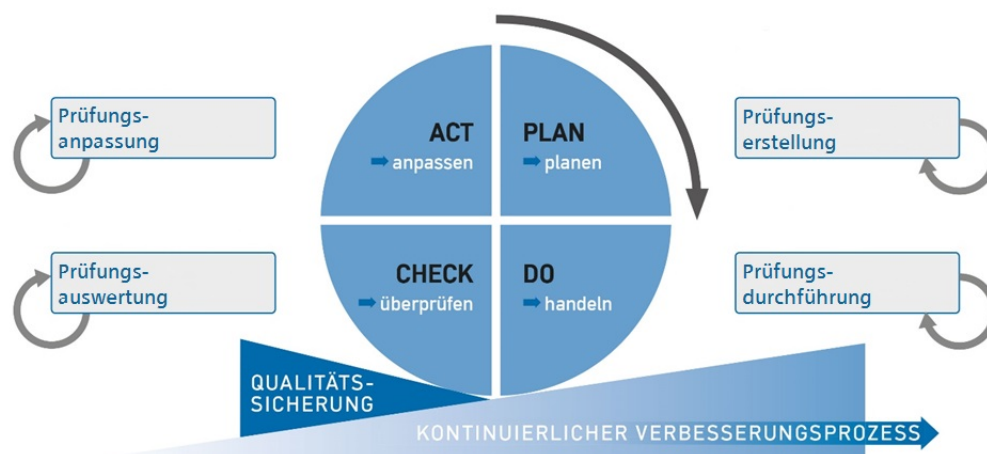 Prüfungs-
anpassung
ACT
anpassen
PLAN
planen
Prüfungs-
erstellung
Prüfungs-
auswertung
CHECK
überprüfen
DO
handeln
Prüfungs-
durchführung
QUALITÄTS-
SICHERUNG
KONTINUIERLICHER VERBESSERUNGSPROZESS